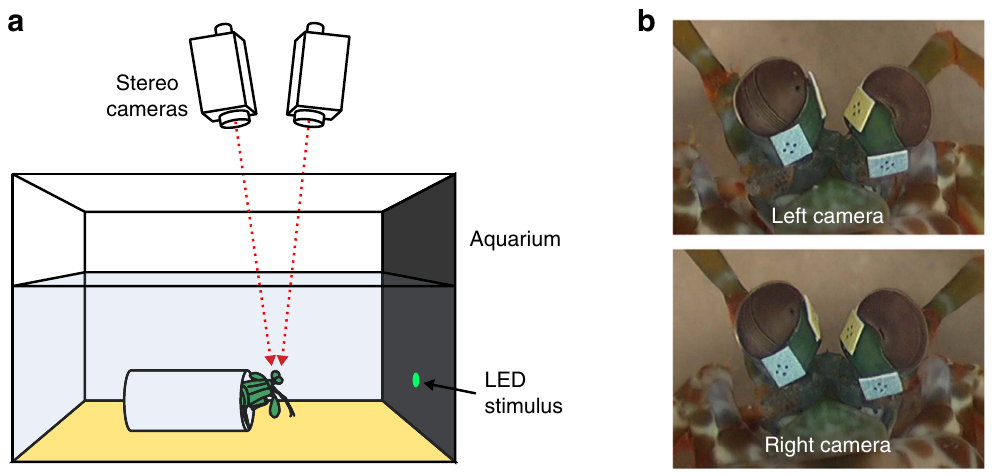 a
Stereo
cameras
Aquarium
LED
stimulus
b
Left camera
Right camera